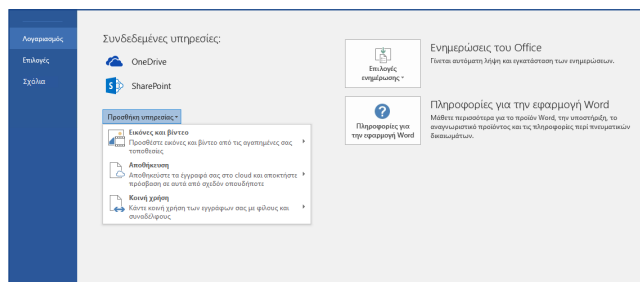 Λογαριασμός
Επιλογές
Σχόλια
Συνδεδεμένες υπηρεσίες:
OneDrive
SharePoint
Προσθήκη υπηρεσίας
Εικόνες και βίντεο
Προσθέστε εικόνες και βίντεο από τις αγαπημένες σας
τοποθεσίες
Αποθήκευση
Αποθηκεύστε τα έγγραφά σας στο cloud και αποκτήστε
πρόσβαση σε αυτά από σχεδόν οπουδήποτε
Κοινή χρήση
Κάντε κοινή χρήση των εγγράφων σας με φίλους και
συναδέλφους
Επιλογές
ενημέρωσης
Ενημερώσεις του Office
Γίνεται αυτόματη λήψη και εγκατάσταση των ενημερώσεων.
Πληροφορίες για
την εφαρμογή Word
Πληροφορίες για την εφαρμογή Word
Μάθετε περισσότερα για το προϊόν Word, την υποστήριξη, το
αναγνωριστικό προϊόντος και τις πληροφορίες περί πνευματικών
δικαιωμάτων.